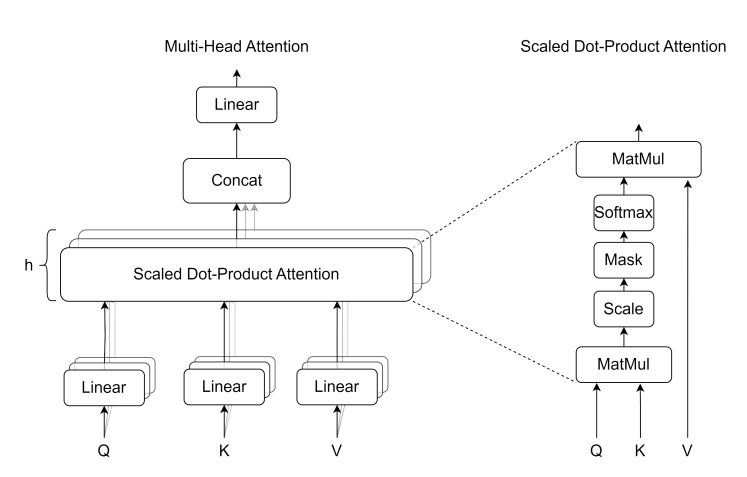 Multi-Head Attention
Linear
Concat
h
Scaled Dot-Product Attention
Linear
Linear
Linear
Q
K
V
Scaled Dot-Product Attention
MatMul
Softmax
Mask
Scale
MatMul
Q
K
V